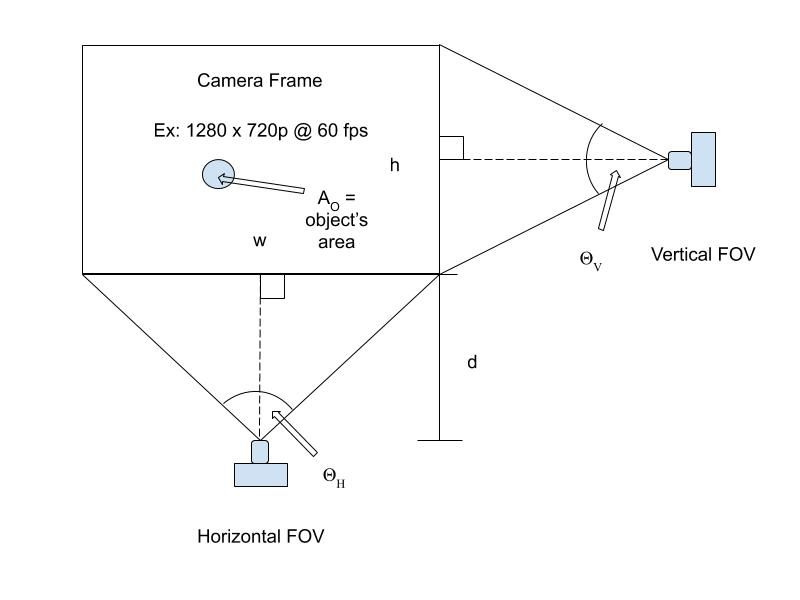 Camera Frame
Ex: 1280 x 720p @ 60 fps
h
A_O =
object's
area
w
Θ_V
Vertical FOV
d
Θ_H
Horizontal FOV